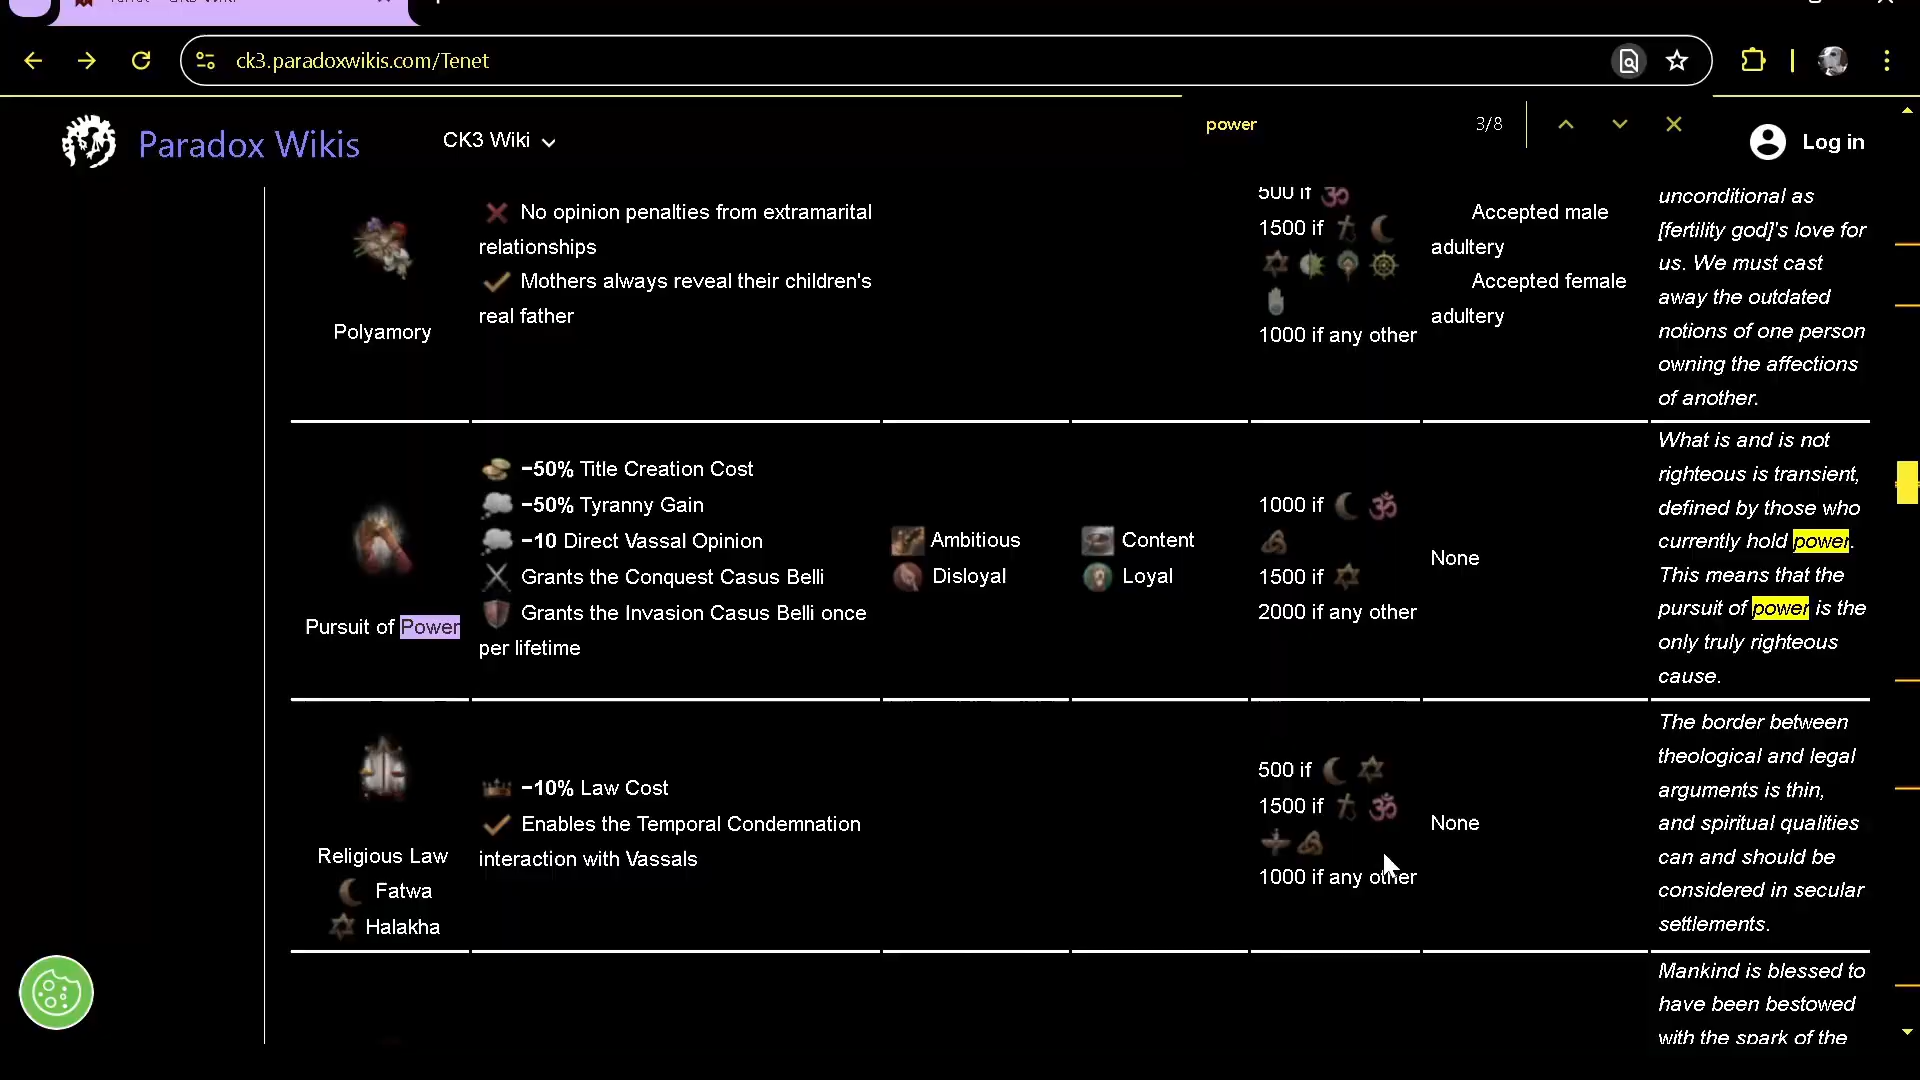 ck3.paradoxwikis.com/Tenet
power
3/8
Paradox Wikis
CK3 Wiki
Log in
Polyamory
No opinion penalties from extramarital
relationships
Mothers always reveal their children's
real father
500 if
1500 if
1000 if any other
Accepted male
adultery
Accepted female
adultery
unconditional as
[fertility god]'s love for
us. We must cast
away the outdated
notions of one person
owning the affections
of another.
Pursuit of Power
−50% Title Creation Cost
−50% Tyranny Gain
−10 Direct Vassal Opinion
Grants the Conquest Casus Belli
Grants the Invasion Casus Belli once
per lifetime
Ambitious
Disloyal
Content
Loyal
1000 if
1500 if
2000 if any other
None
What is and is not
righteous is transient,
defined by those who
currently hold power.
This means that the
pursuit of power is the
only truly righteous
cause.
Religious Law
Fatwa
Halakha
−10% Law Cost
Enables the Temporal Condemnation
interaction with Vassals
500 if
1500 if
1000 if any other
None
The border between
theological and legal
arguments is thin,
and spiritual qualities
can and should be
considered in secular
settlements.
Mankind is blessed to
have been bestowed
with the spark of the